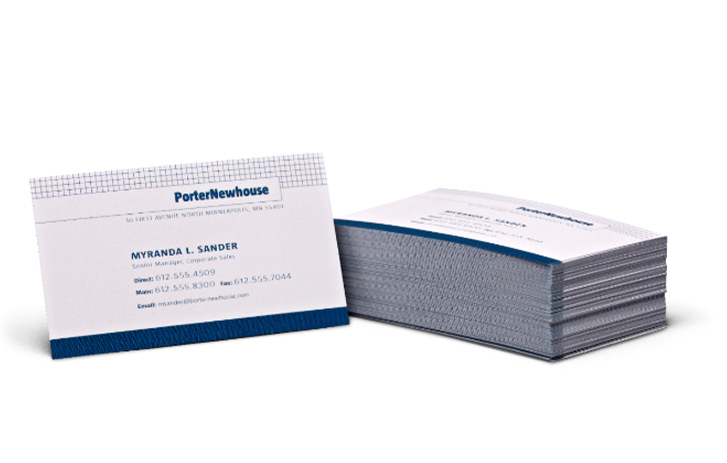 PorterNewhouse
50 FIRST AVENUE NORTH MINNEAPOLIS, MN 55401
MYRANDA L. SANDER
Senior Manager, Corporate Sales
Direct: 612.555.4509
Main: 612.555.8300 Fax: 612.555.7044
Email: msander@porternewhouse.com
PorterNewhouse
MYRANDA L. SANDER